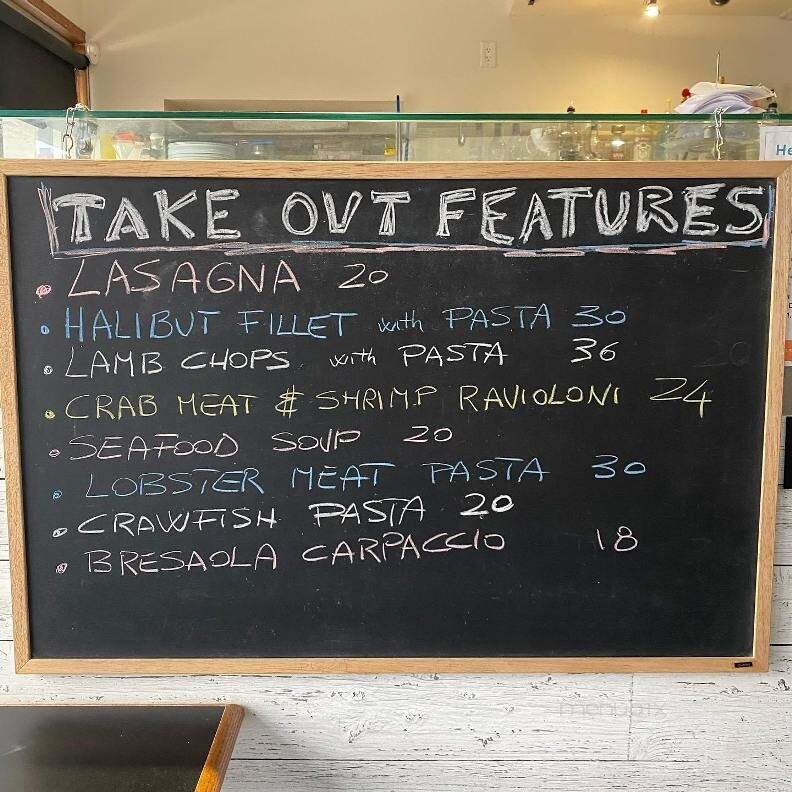 TAKE OUT FEATURES
• LASAGNA 20
• HALIBUT FILLET with PASTA 30
• LAMB CHOPS with PASTA 36
• CRAB MEAT & SHRIMP RAVIOLONI 24
• SEAFOOD SOUP 20
• LOBSTER MEAT PASTA 30
• CRAWFISH PASTA 20
• BRESAOLA CARPACCIO 18
He